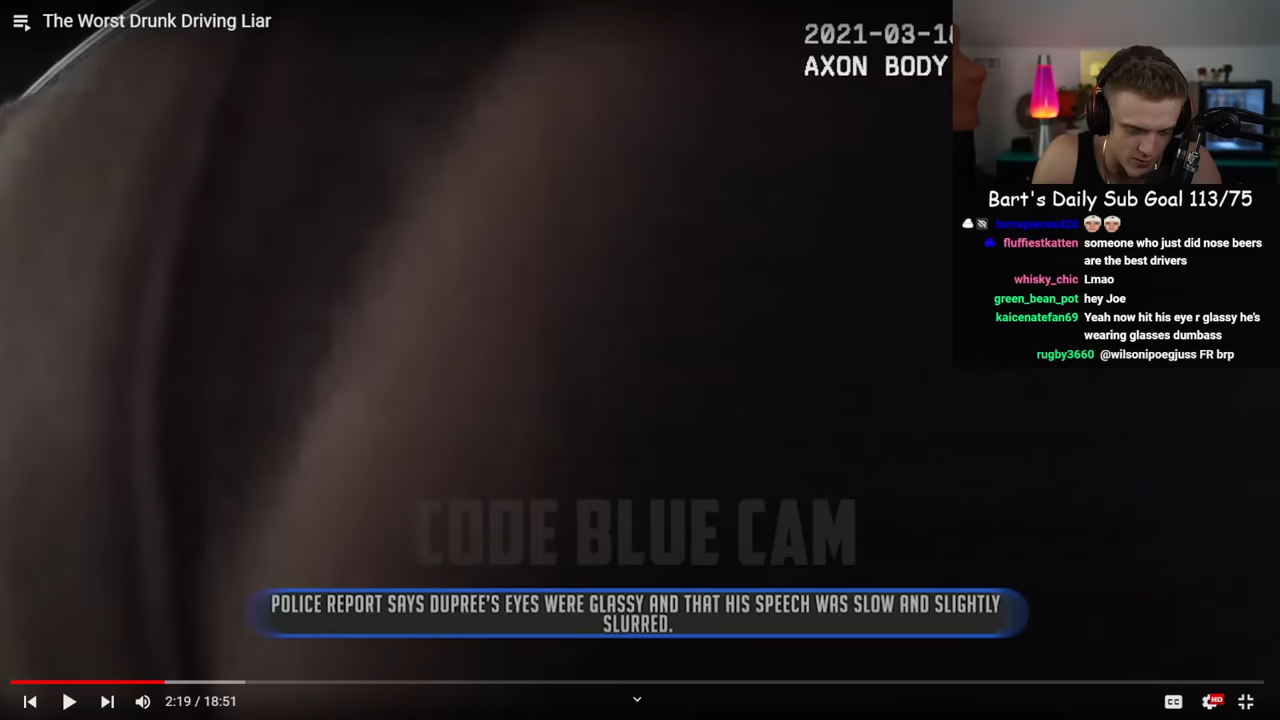 The Worst Drunk Driving Liar
2021-03-1
AXON BODY
Bart's Daily Sub Goal 113/75
fluffiestkatten someone who just did nose beers
are the best drivers
whisky_chic Lmao
green_bean_pot hey Joe
kaicenatefan69 Yeah now hit his eye r glassy he's
wearing glasses dumbass
rugby3660 @wilsonipoegjuss FR brp
CODE BLUE CAM
POLICE REPORT SAYS DUPREE'S EYES WERE GLASSY AND THAT HIS SPEECH WAS SLOW AND SLIGHTLY
SLURRED.
2:19 / 18:51
CC
HD